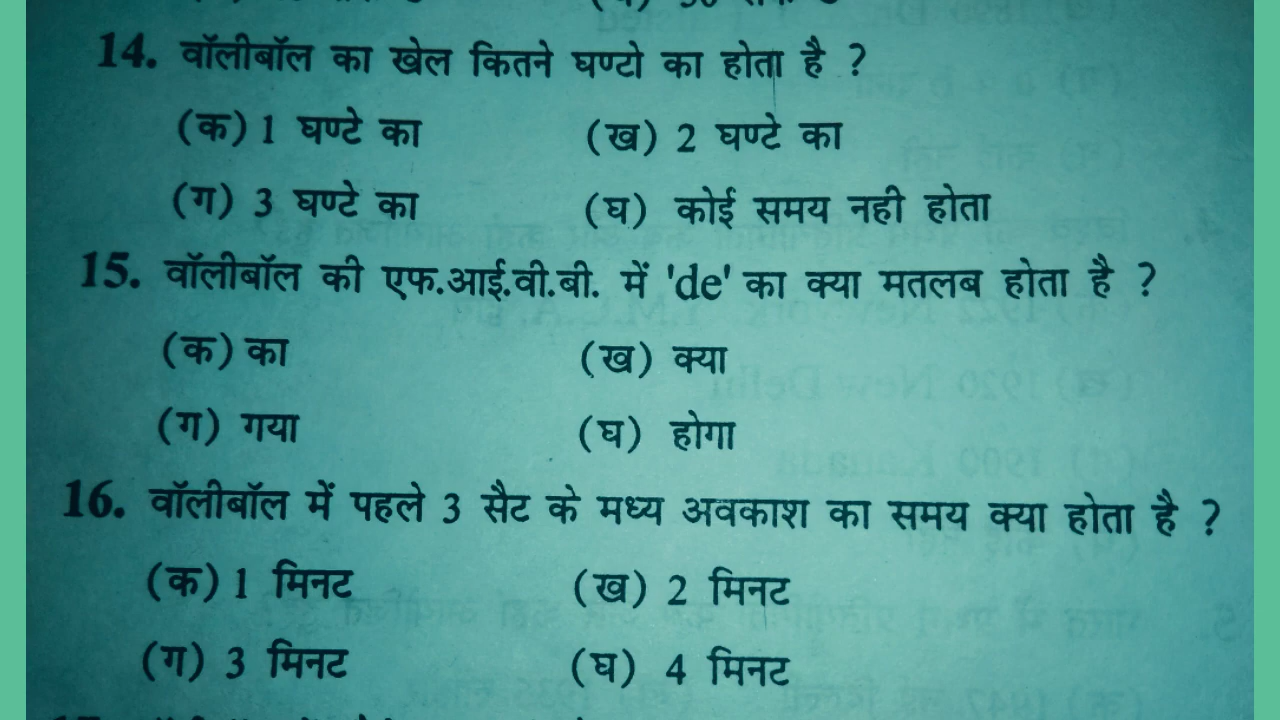 14. वॉलीबॉल का खेल कितने घण्टो का होता है ?
(क) 1 घण्टे का (ख) 2 घण्टे का
(ग) 3 घण्टे का (घ) कोई समय नही होता
15. वॉलीबॉल की एफ.आई.वी.बी. में 'de' का क्या मतलब होता है ?
(क) का (ख) क्या
(ग) गया (घ) होगा
16. वॉलीबॉल में पहले 3 सैट के मध्य अवकाश का समय क्या होता है ?
(क) 1 मिनट (ख) 2 मिनट
(ग) 3 मिनट (घ) 4 मिनट